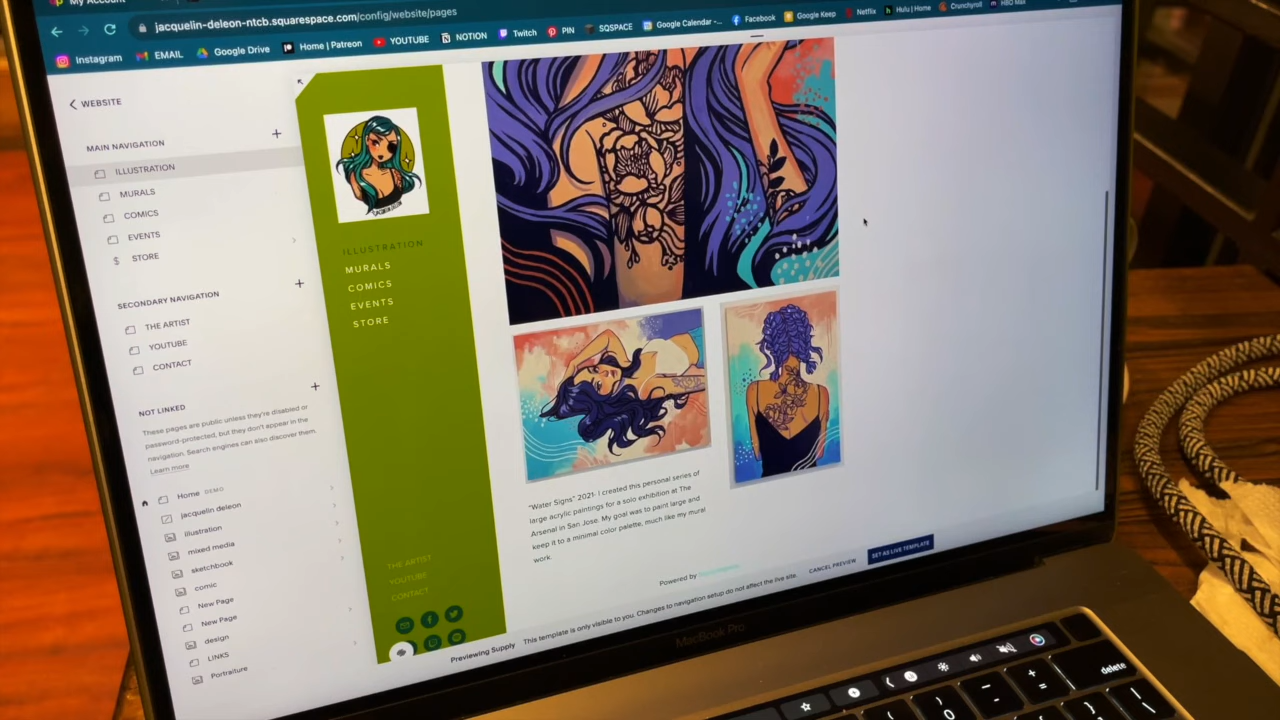 My Account
jacquelin-deleon-ntcb.squarespace.com/config/website/pages
Instagram
EMAIL
Google Drive
Home | Patreon
YOUTUBE
NOTION
Twitch
PIN
SQSPACE
Google Calendar -...
Facebook
Google Keep
Netflix
Hulu | Home
Crunchyroll
HBO Max
WEBSITE
MAIN NAVIGATION
ILLUSTRATION
MURALS
COMICS
EVENTS
STORE
SECONDARY NAVIGATION
THE ARTIST
YOUTUBE
CONTACT
NOT LINKED
These pages are public unless they're disabled or
password-protected, but they don't appear in the
navigation. Search engines can also discover them.
Learn more
Home DEMO
jacquelin deleon
illustration
mixed media
sketchbook
comic
New Page
New Page
design
LINKS
Portraiture
ILLUSTRATION
MURALS
COMICS
EVENTS
STORE
THE ARTIST
YOUTUBE
CONTACT
"Water Signs" 2021- I created this personal series of
large acrylic paintings for a solo exhibition at The
Arsenal in San Jose. My goal was to paint large and
keep it to a minimal color palette, much like my mural
work.
Powered by
Previewing Supply
This template is only visible to you. Changes to navigation setup do not affect the live site.
CANCEL PREVIEW
SET AS LIVE TEMPLATE
MacBook Pro
delete